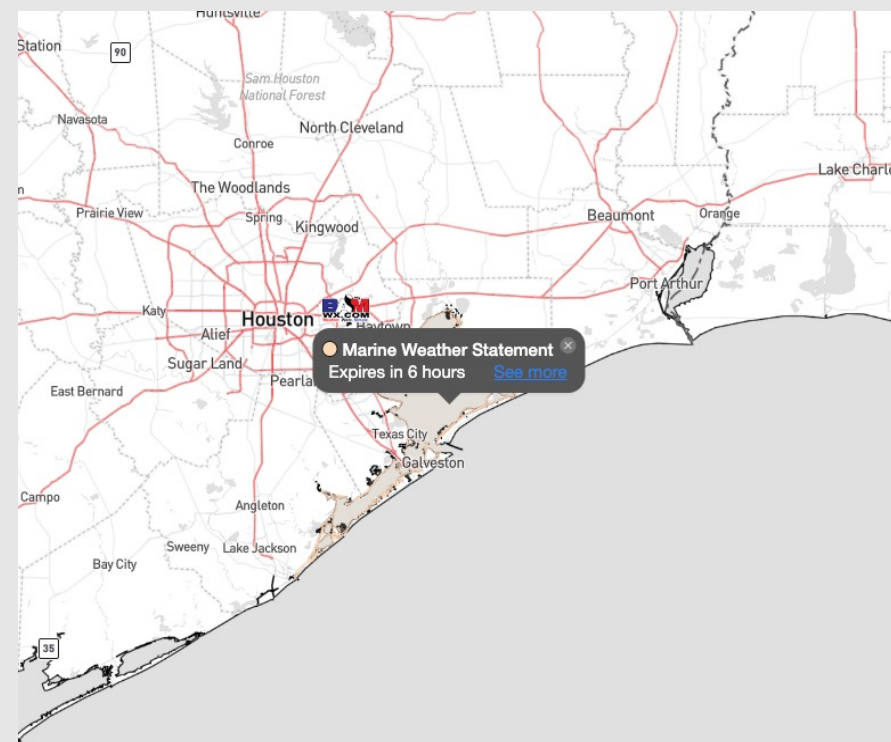 Huntsville
Station
90
Sam Houston
National Forest
Navasota
North Cleveland
Conroe
Lake Charle
The Woodlands
Beaumont
Orange
Prairie View
Spring
Kingwood
Port Arthur
BAM
WX.COM
Katy
Houston
Baytown
Alief
Marine Weather Statement
Sugar Land
Expires in 6 hours See more
East Bernard
Pearla
Texas City
Galveston
Campo
Angleton
Sweeny
Lake Jackson
Bay City
35